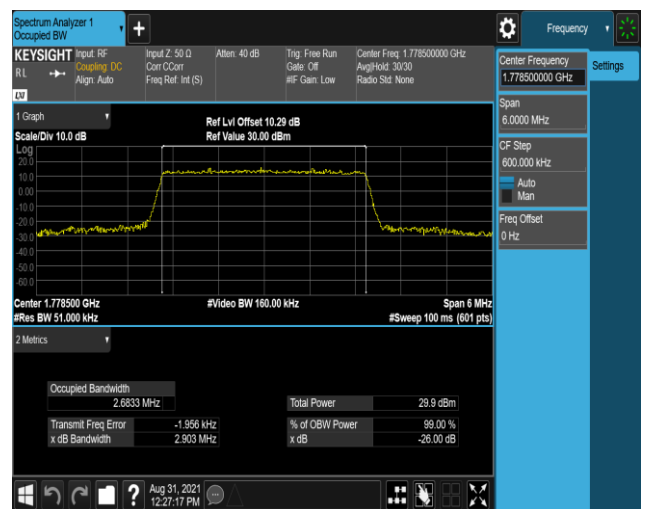 Spectrum Analyzer 1
Occupied BW
+
Frequency
KEYSIGHT
RL
LXI
Input: RF
Coupling: DC
Align: Auto
Input Z: 50 Ω
Corr CCorr
Freq Ref: Int (S)
Atten: 40 dB
Trig: Free Run
Gate: Off
#IF Gain: Low
Center Freq: 1.778500000 GHz
Avg|Hold: 30/30
Radio Std: None
Center Frequency
1.778500000 GHz
Settings
Span
6.0000 MHz
CF Step
600.000 kHz
Auto
Man
Freq Offset
0 Hz
1 Graph
Scale/Div 10.0 dB
Ref Lvl Offset 10.29 dB
Ref Value 30.00 dBm
Log
20.0
10.0
0.00
-10.0
-20.0
-30.0
-40.0
-50.0
-60.0
Center 1.778500 GHz
#Video BW 160.00 kHz
Span 6 MHz
#Res BW 51.000 kHz
#Sweep 100 ms (601 pts)
2 Metrics
Occupied Bandwidth
2.6833 MHz
Total Power 29.9 dBm
Transmit Freq Error -1.956 kHz
% of OBW Power 99.00 %
x dB Bandwidth 2.903 MHz
x dB -26.00 dB
?
Aug 31, 2021
12:27:17 PM